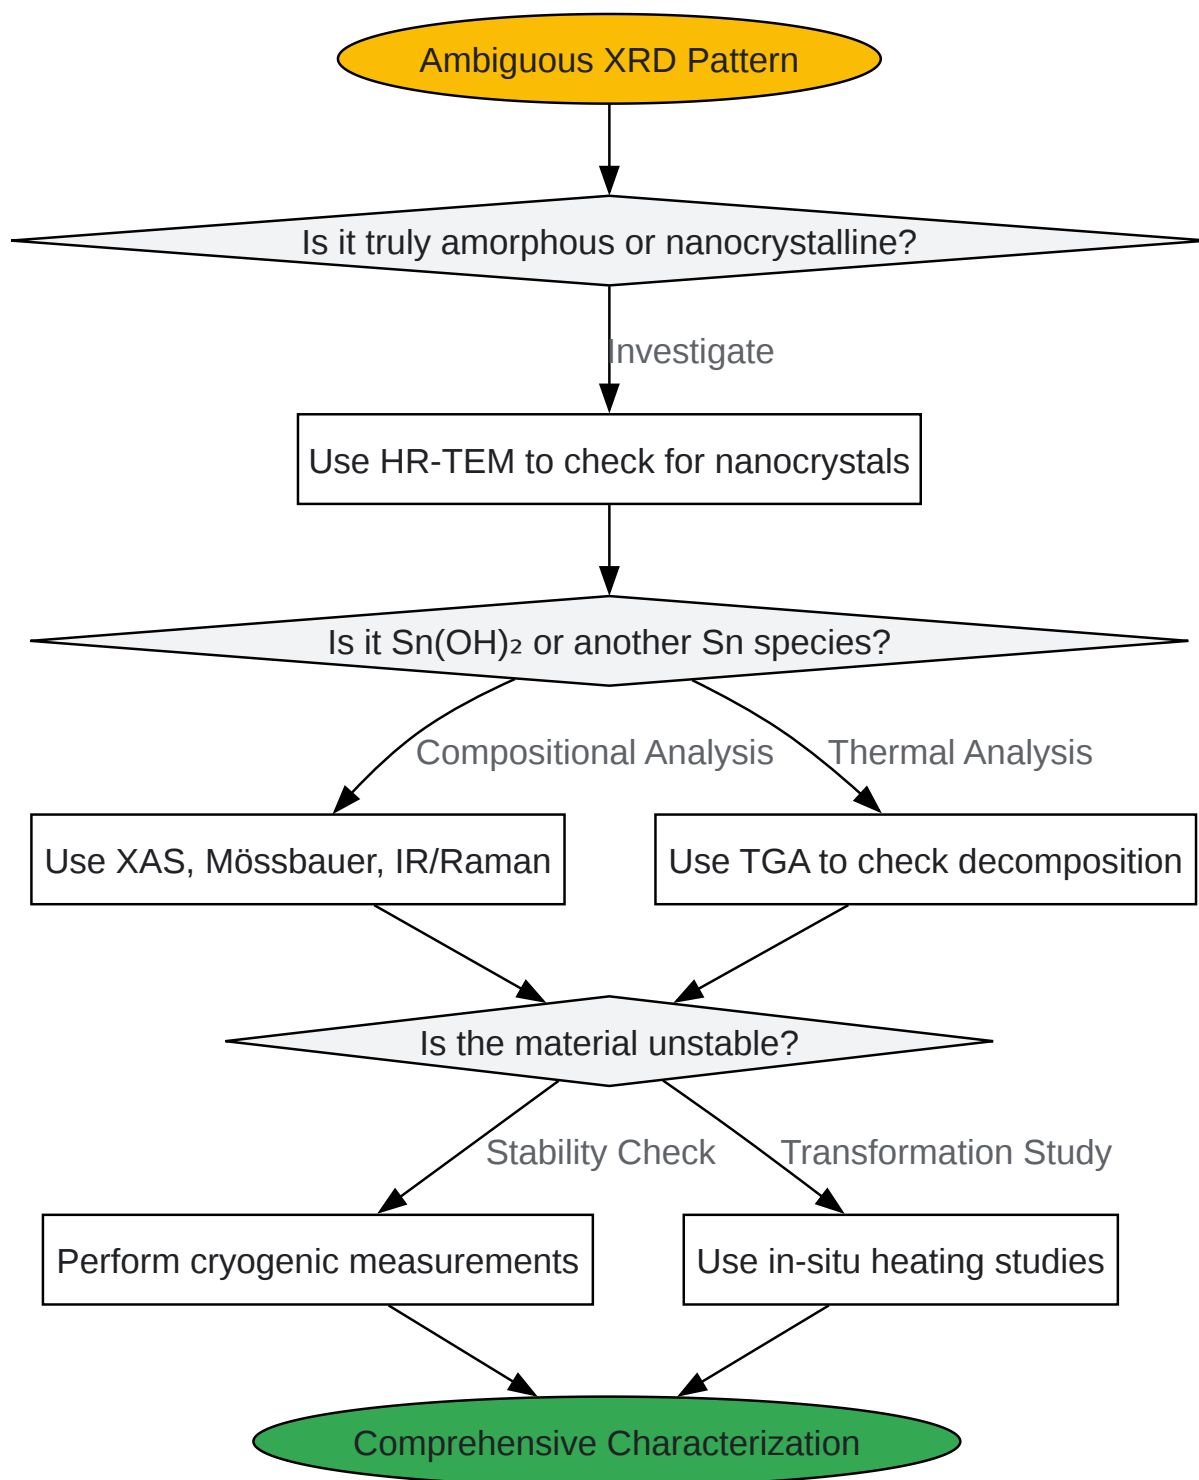 Ambiguous XRD Pattern
Is it truly amorphous or nanocrystalline?
Investigate
Use HR-TEM to check for nanocrystals
Is it Sn(OH)₂ or another Sn species?
Compositional Analysis
Thermal Analysis
Use XAS, Mössbauer, IR/Raman
Use TGA to check decomposition
Is the material unstable?
Stability Check
Transformation Study
Perform cryogenic measurements
Use in-situ heating studies
Comprehensive Characterization